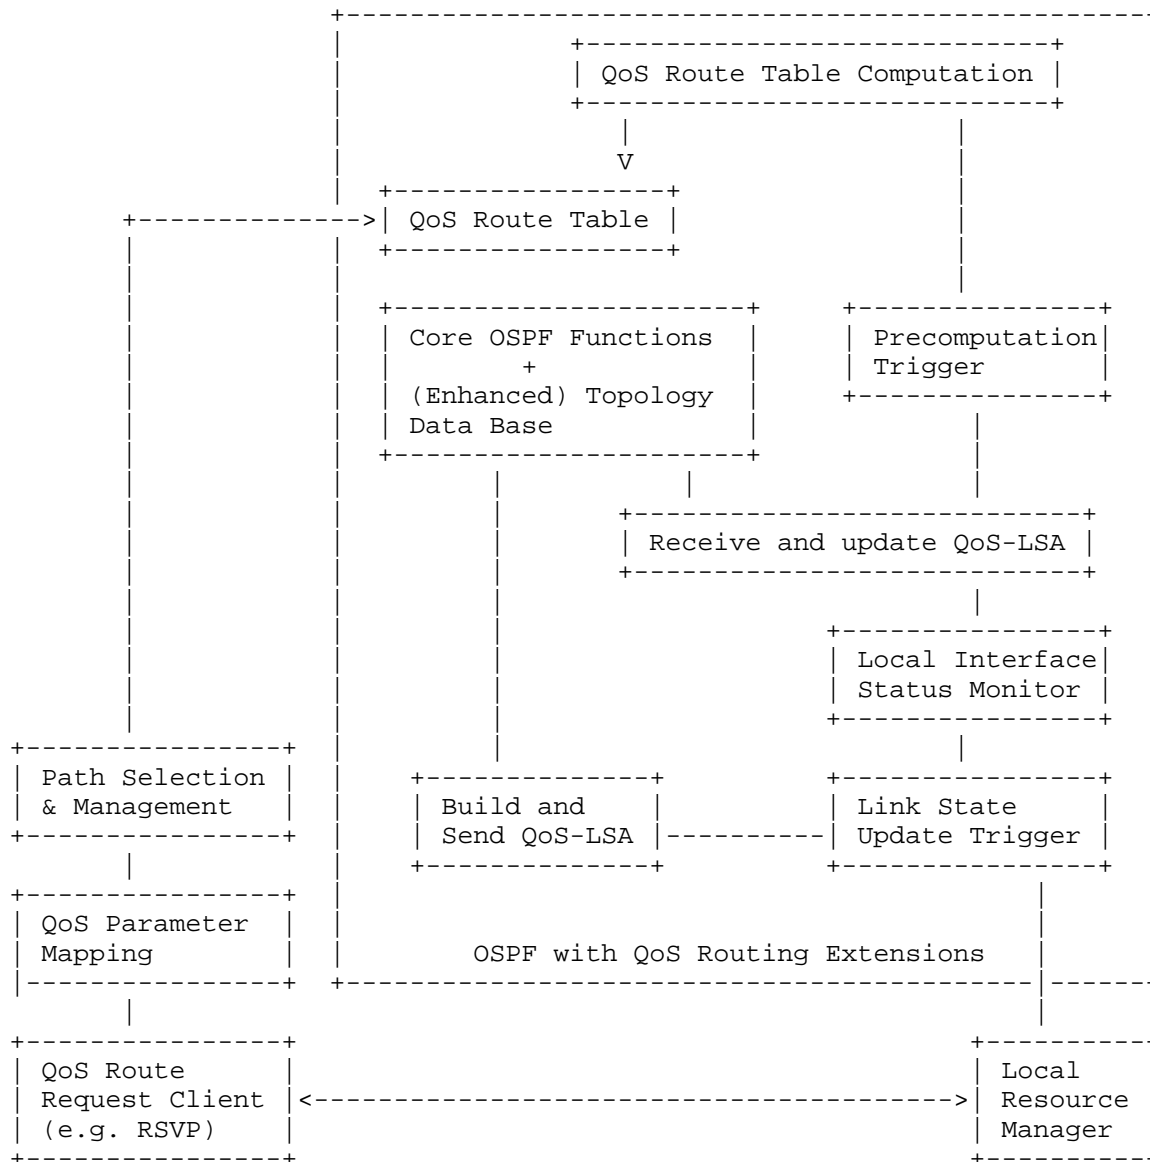 QoS Route Table Computation
V
QoS Route Table
Core OSPF Functions
+
(Enhanced) Topology
Data Base
Precomputation
Trigger
Receive and update QoS-LSA
Local Interface
Status Monitor
Path Selection
& Management
Build and
Send QoS-LSA
Link State
Update Trigger
QoS Parameter
Mapping
OSPF with QoS Routing Extensions
QoS Route
Request Client
(e.g. RSVP)
Local
Resource
Manager